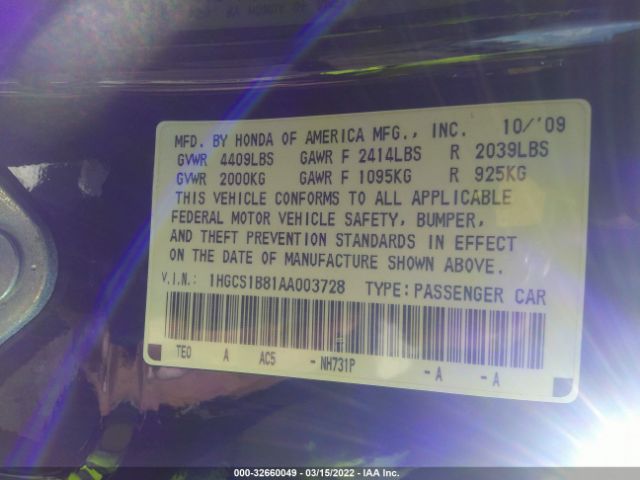 MFD. BY HONDA OF AMERICA MFG., INC. 10/'09
GVWR 4409LBS GAWR F 2414LBS R 2039LBS
GVWR 2000KG GAWR F 1095KG R 925KG
THIS VEHICLE CONFORMS TO ALL APPLICABLE
FEDERAL MOTOR VEHICLE SAFETY, BUMPER,
AND THEFT PREVENTION STANDARDS IN EFFECT
ON THE DATE OF MANUFACTURE SHOWN ABOVE.
V.I.N.: 1HGCS1B81AA003728 TYPE:PASSENGER CAR
TEO A AC5 - NH731P - A - A
000-32660049 - 03/15/2022 - IAA Inc.